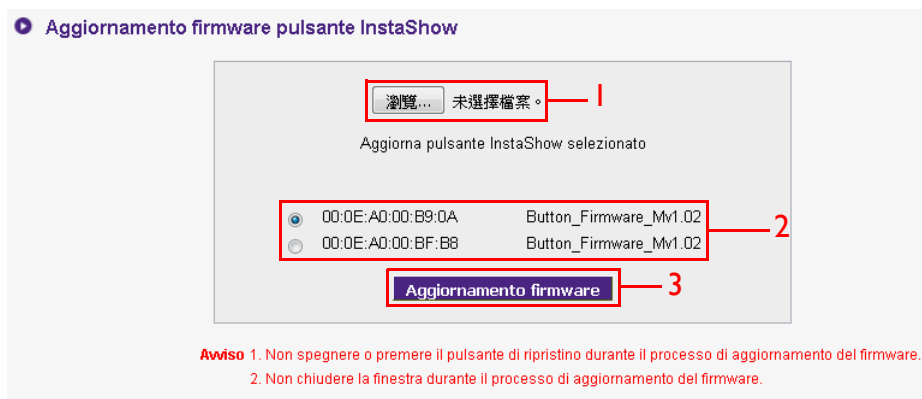 Aggiornamento firmware pulsante InstaShow
瀏覽... 未選擇檔案。 1
Aggiorna pulsante InstaShow selezionato
00:0E:A0:00:B9:0A Button_Firmware_Mv1.02
2
00:0E:A0:00:BF:B8 Button_Firmware_Mv1.02
Aggiornamento firmware 3
Avviso 1. Non spegnere o premere il pulsante di ripristino durante il processo di aggiornamento del firmware.
2. Non chiudere la finestra durante il processo di aggiornamento del firmware.